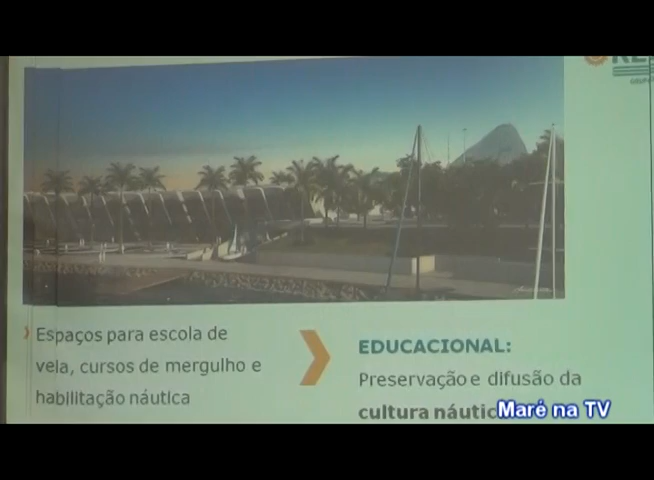 Espaços para escola de
vela, cursos de mergulho e
habilitação náutica
EDUCACIONAL:
Preservação e difusão da
cultura náutic
Maré na TV